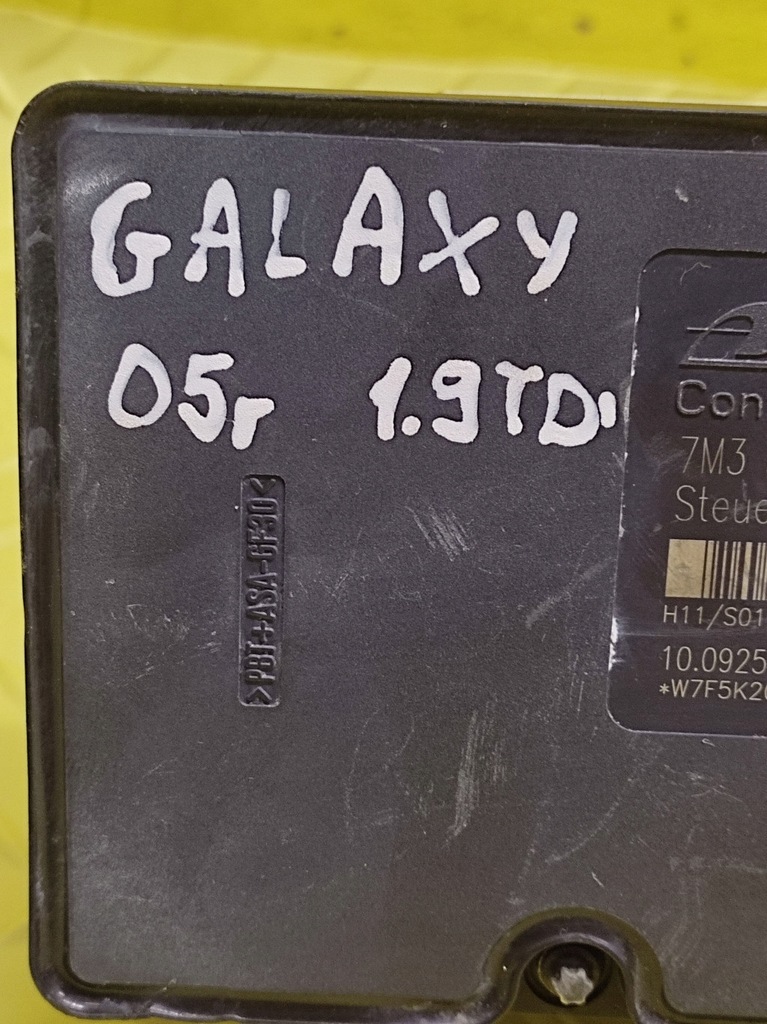 GALAXY
05г 1.9TDI
>PBT+ASA-GF30<
Con
7M3
Steue
H11/S01
10.0925
*W7F5K2